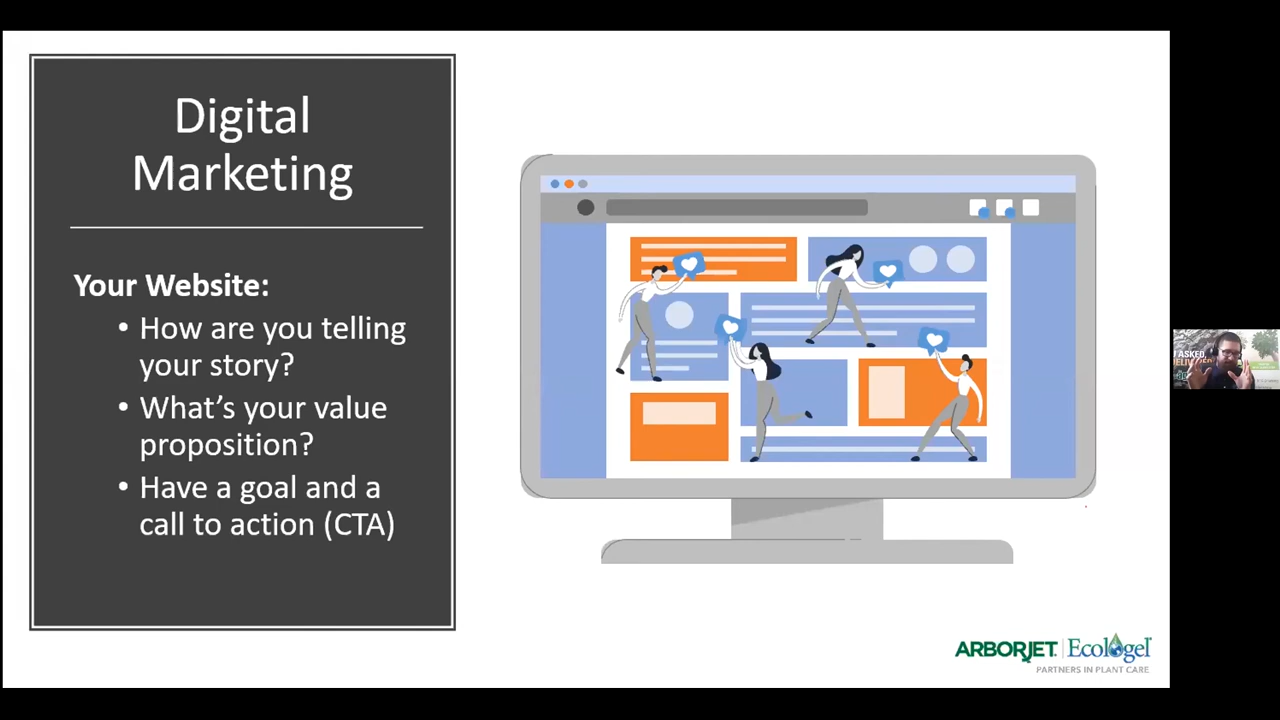 Digital
Marketing
Your Website:
• How are you telling
your story?
• What's your value
proposition?
• Have a goal and a
call to action (CTA)
ARBORJET Ecologel
PARTNERS IN PLANT CARE
ASKED,